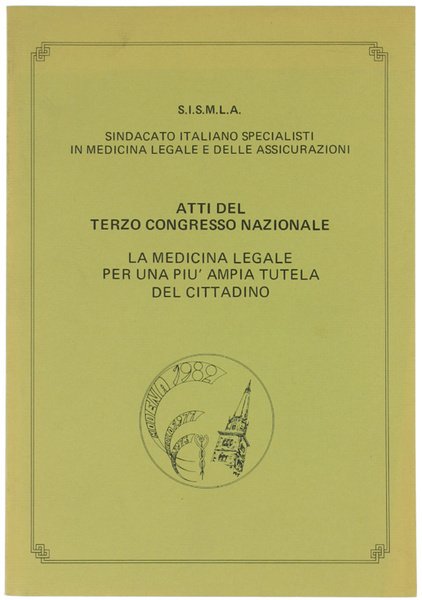 S.I.S.M.L.A.
SINDACATO ITALIANO SPECIALISTI
IN MEDICINA LEGALE E DELLE ASSICURAZIONI
ATTI DEL
TERZO CONGRESSO NAZIONALE
LA MEDICINA LEGALE
PER UNA PIU' AMPIA TUTELA
DEL CITTADINO
MODENA 1982